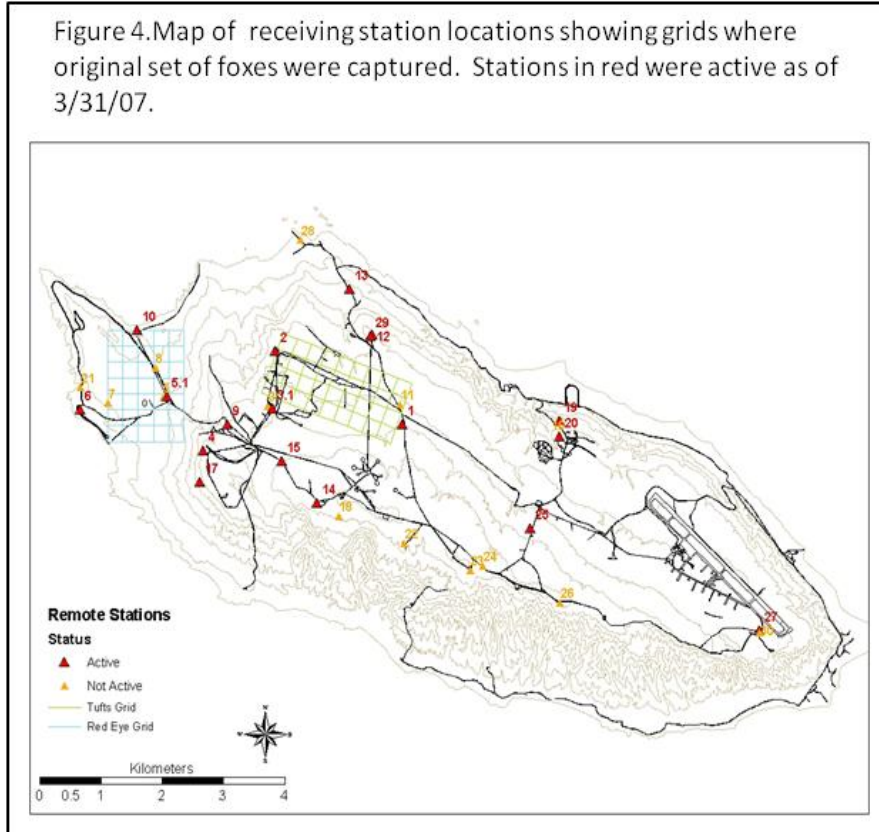 Figure 4.Map of receiving station locations showing grids where
original set of foxes were captured. Stations in red were active as of
3/31/07.
28
13
10
29
12
2
8
21
5.1
7
6
3.1
11
1
9
19
20
4
15
17
14
18
25
24
26
27
Remote Stations
Status
Active
Not Active
Tufts Grid
Red Eye Grid
N
W
E
S
Kilometers
0 0.5 1 2 3 4